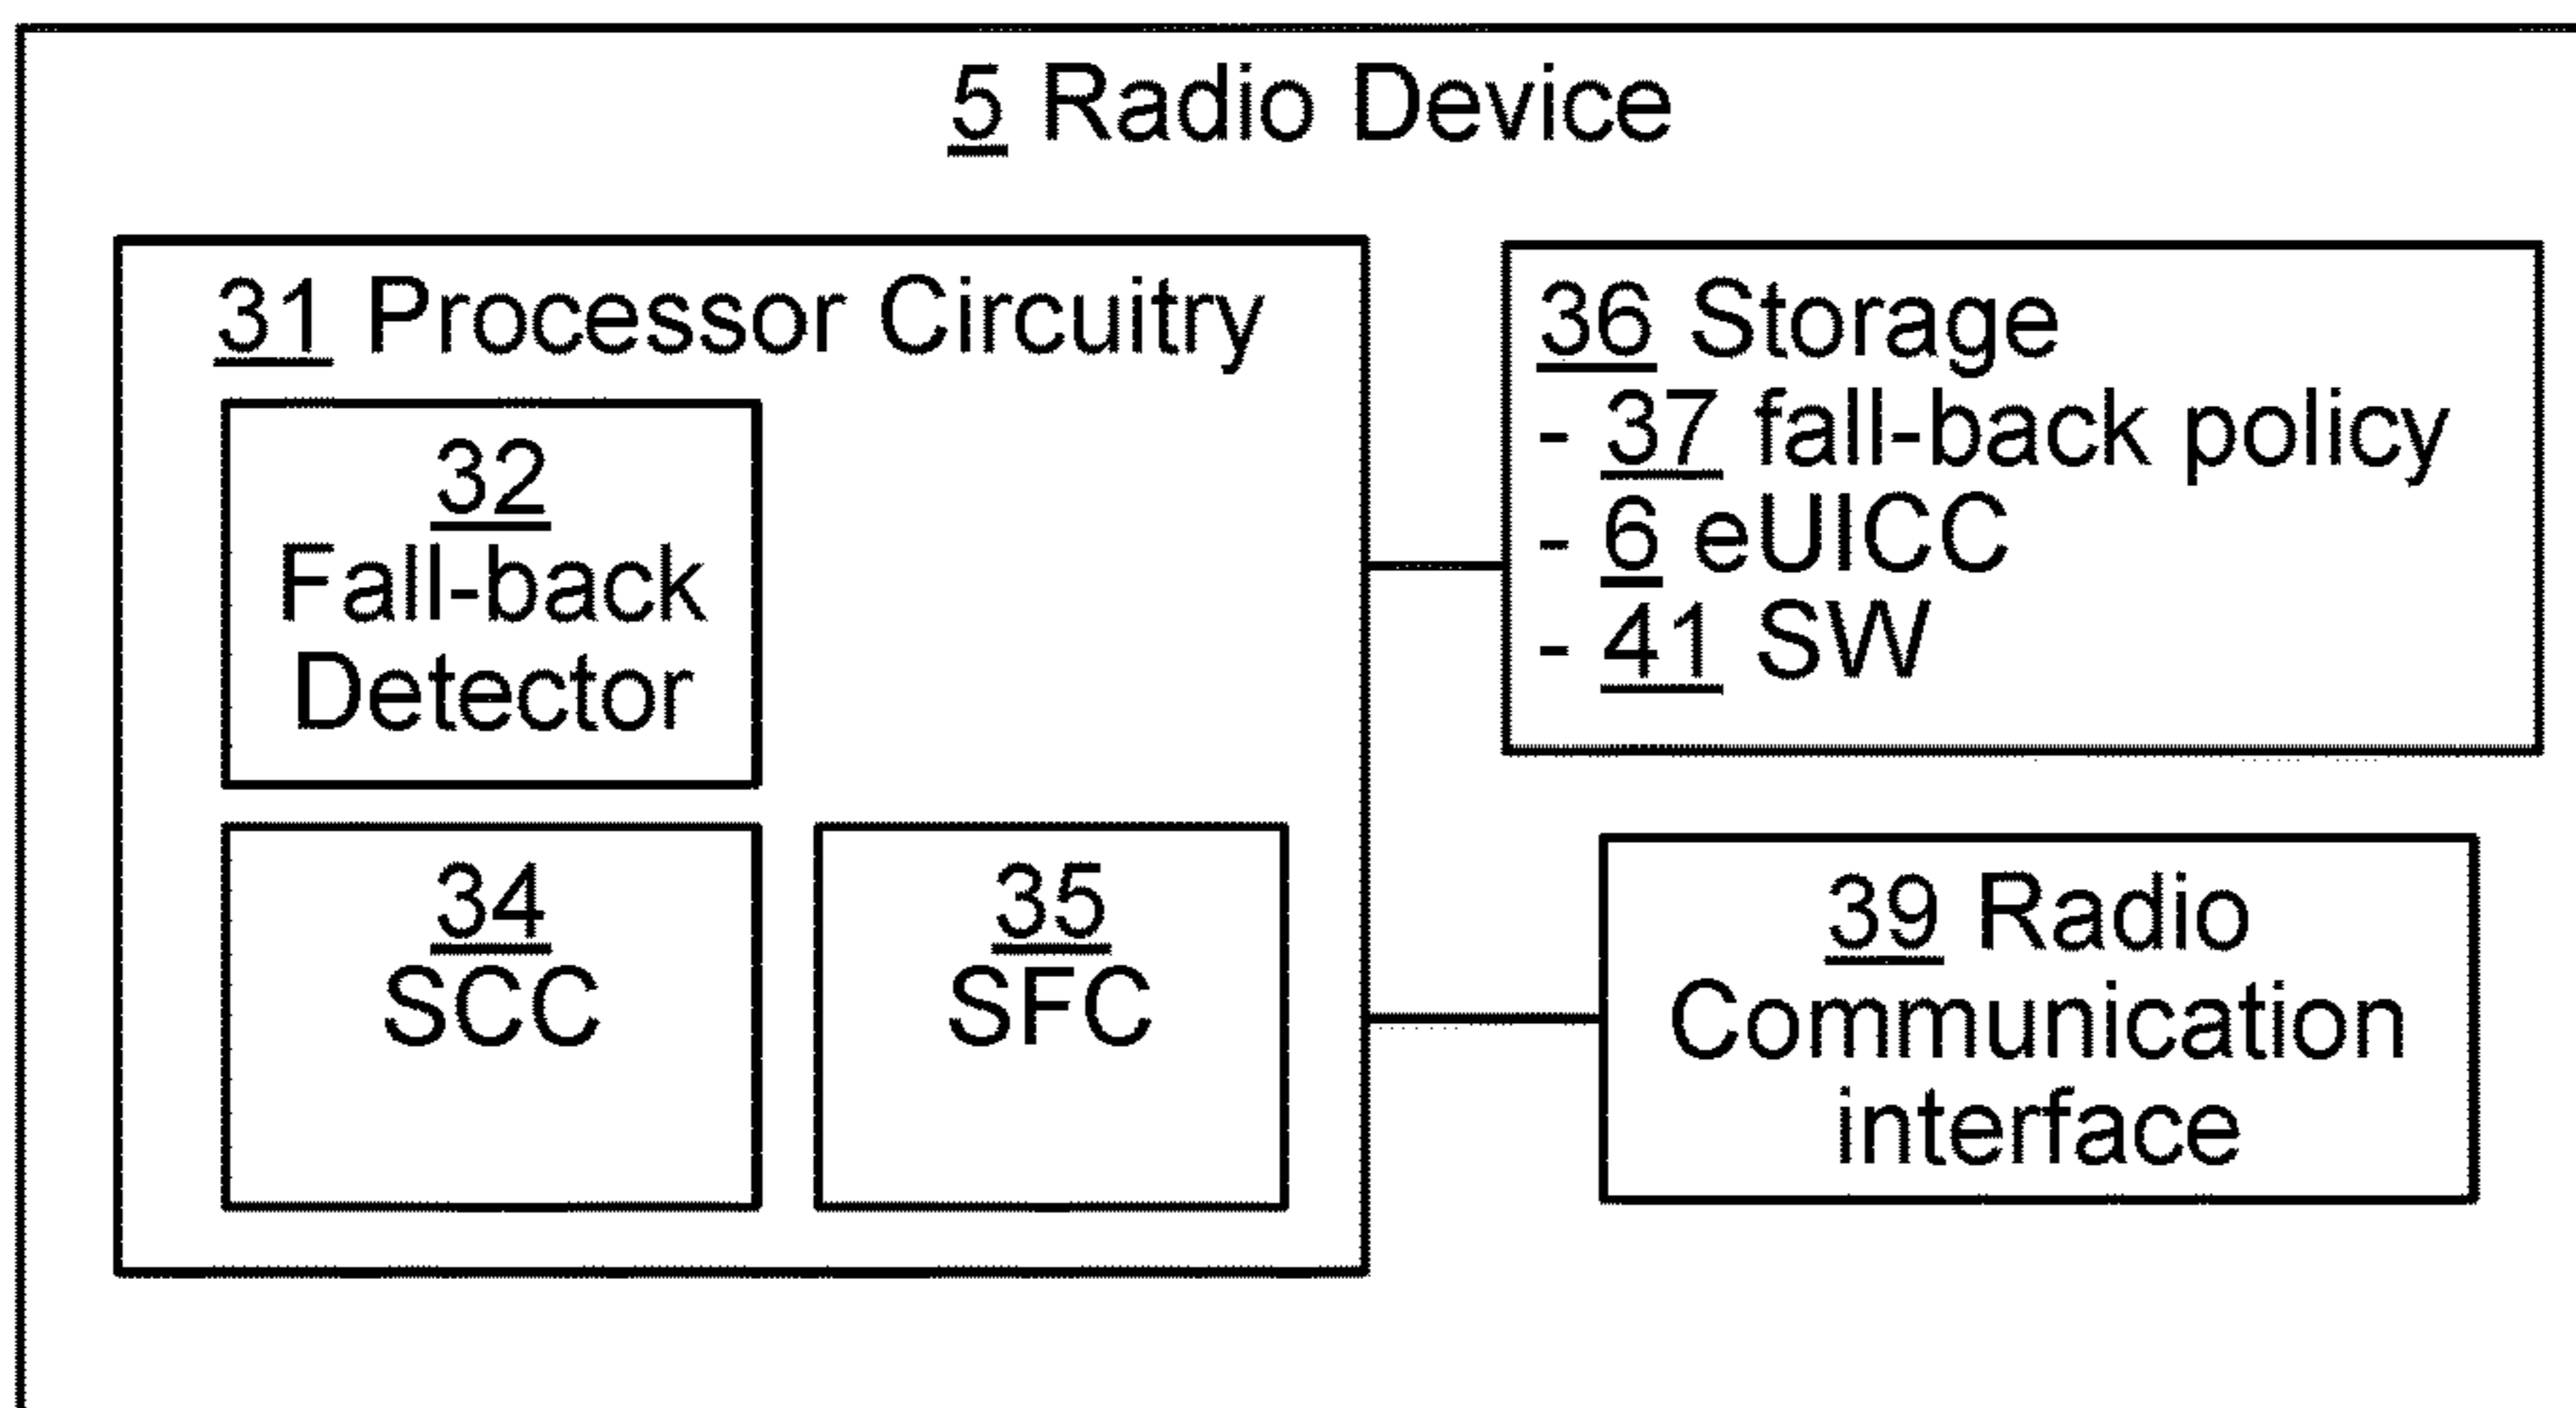 5 Radio Device
31 Processor Circuitry
32
Fall-back
Detector
34
SCC
35
SFC
36 Storage
- 37 fall-back policy
- 6 eUICC
- 41 SW
39 Radio
Communication
interface